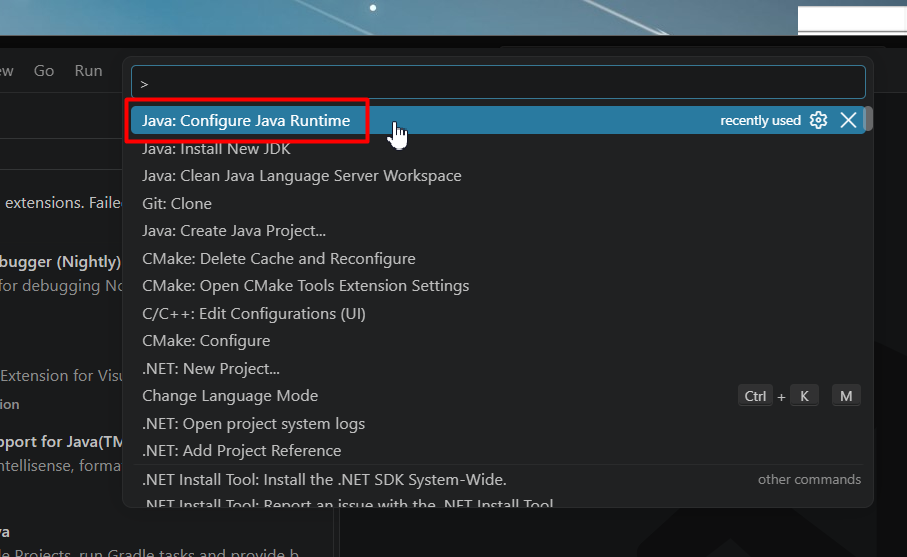 ew Go Run
>
Java: Configure Java Runtime recently used
Java: Install New JDK
Java: Clean Java Language Server Workspace
extensions. Faile
Git: Clone
Java: Create Java Project...
bugger (Nightly)
CMake: Delete Cache and Reconfigure
for debugging No
CMake: Open CMake Tools Extension Settings
C/C++: Edit Configurations (UI)
CMake: Configure
.NET: New Project...
Extension for Visu
Change Language Mode Ctrl + K M
ion
.NET: Open project system logs
pport for Java(TM
.NET: Add Project Reference
ntellisense, forma
.NET Install Tool: Install the .NET SDK System-Wide. other commands
.NET Install Tool: Report an issue with the .NET Install Tool
va
le Projects, run Gradle tasks and provide b